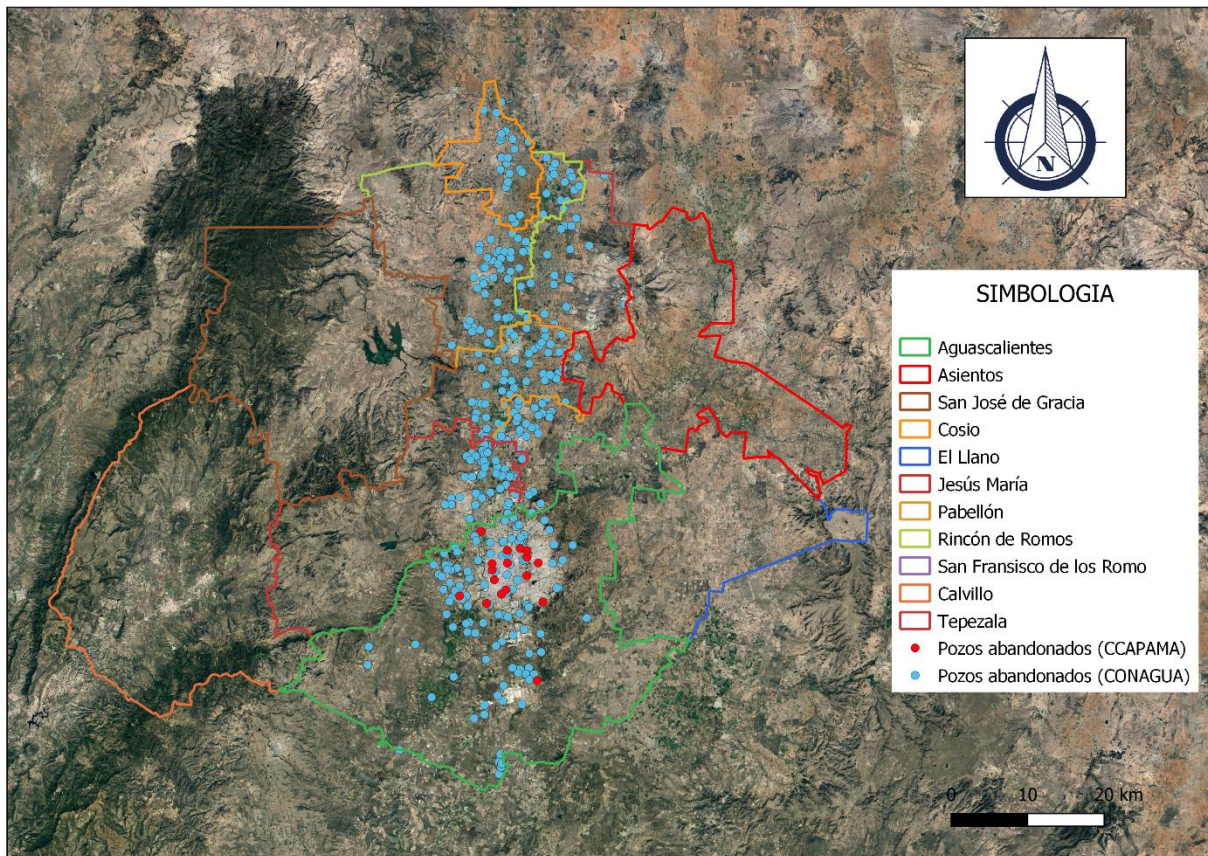 N
SIMBOLOGIA
Aguascalientes
Asientos
San José de Gracia
Cosio
El Llano
Jesús María
Pabellón
Rincón de Romos
San Fransisco de los Romo
Calvillo
Tepezala
Pozos abandonados (CCAPAMA)
Pozos abandonados (CONAGUA)
0 10 20 km